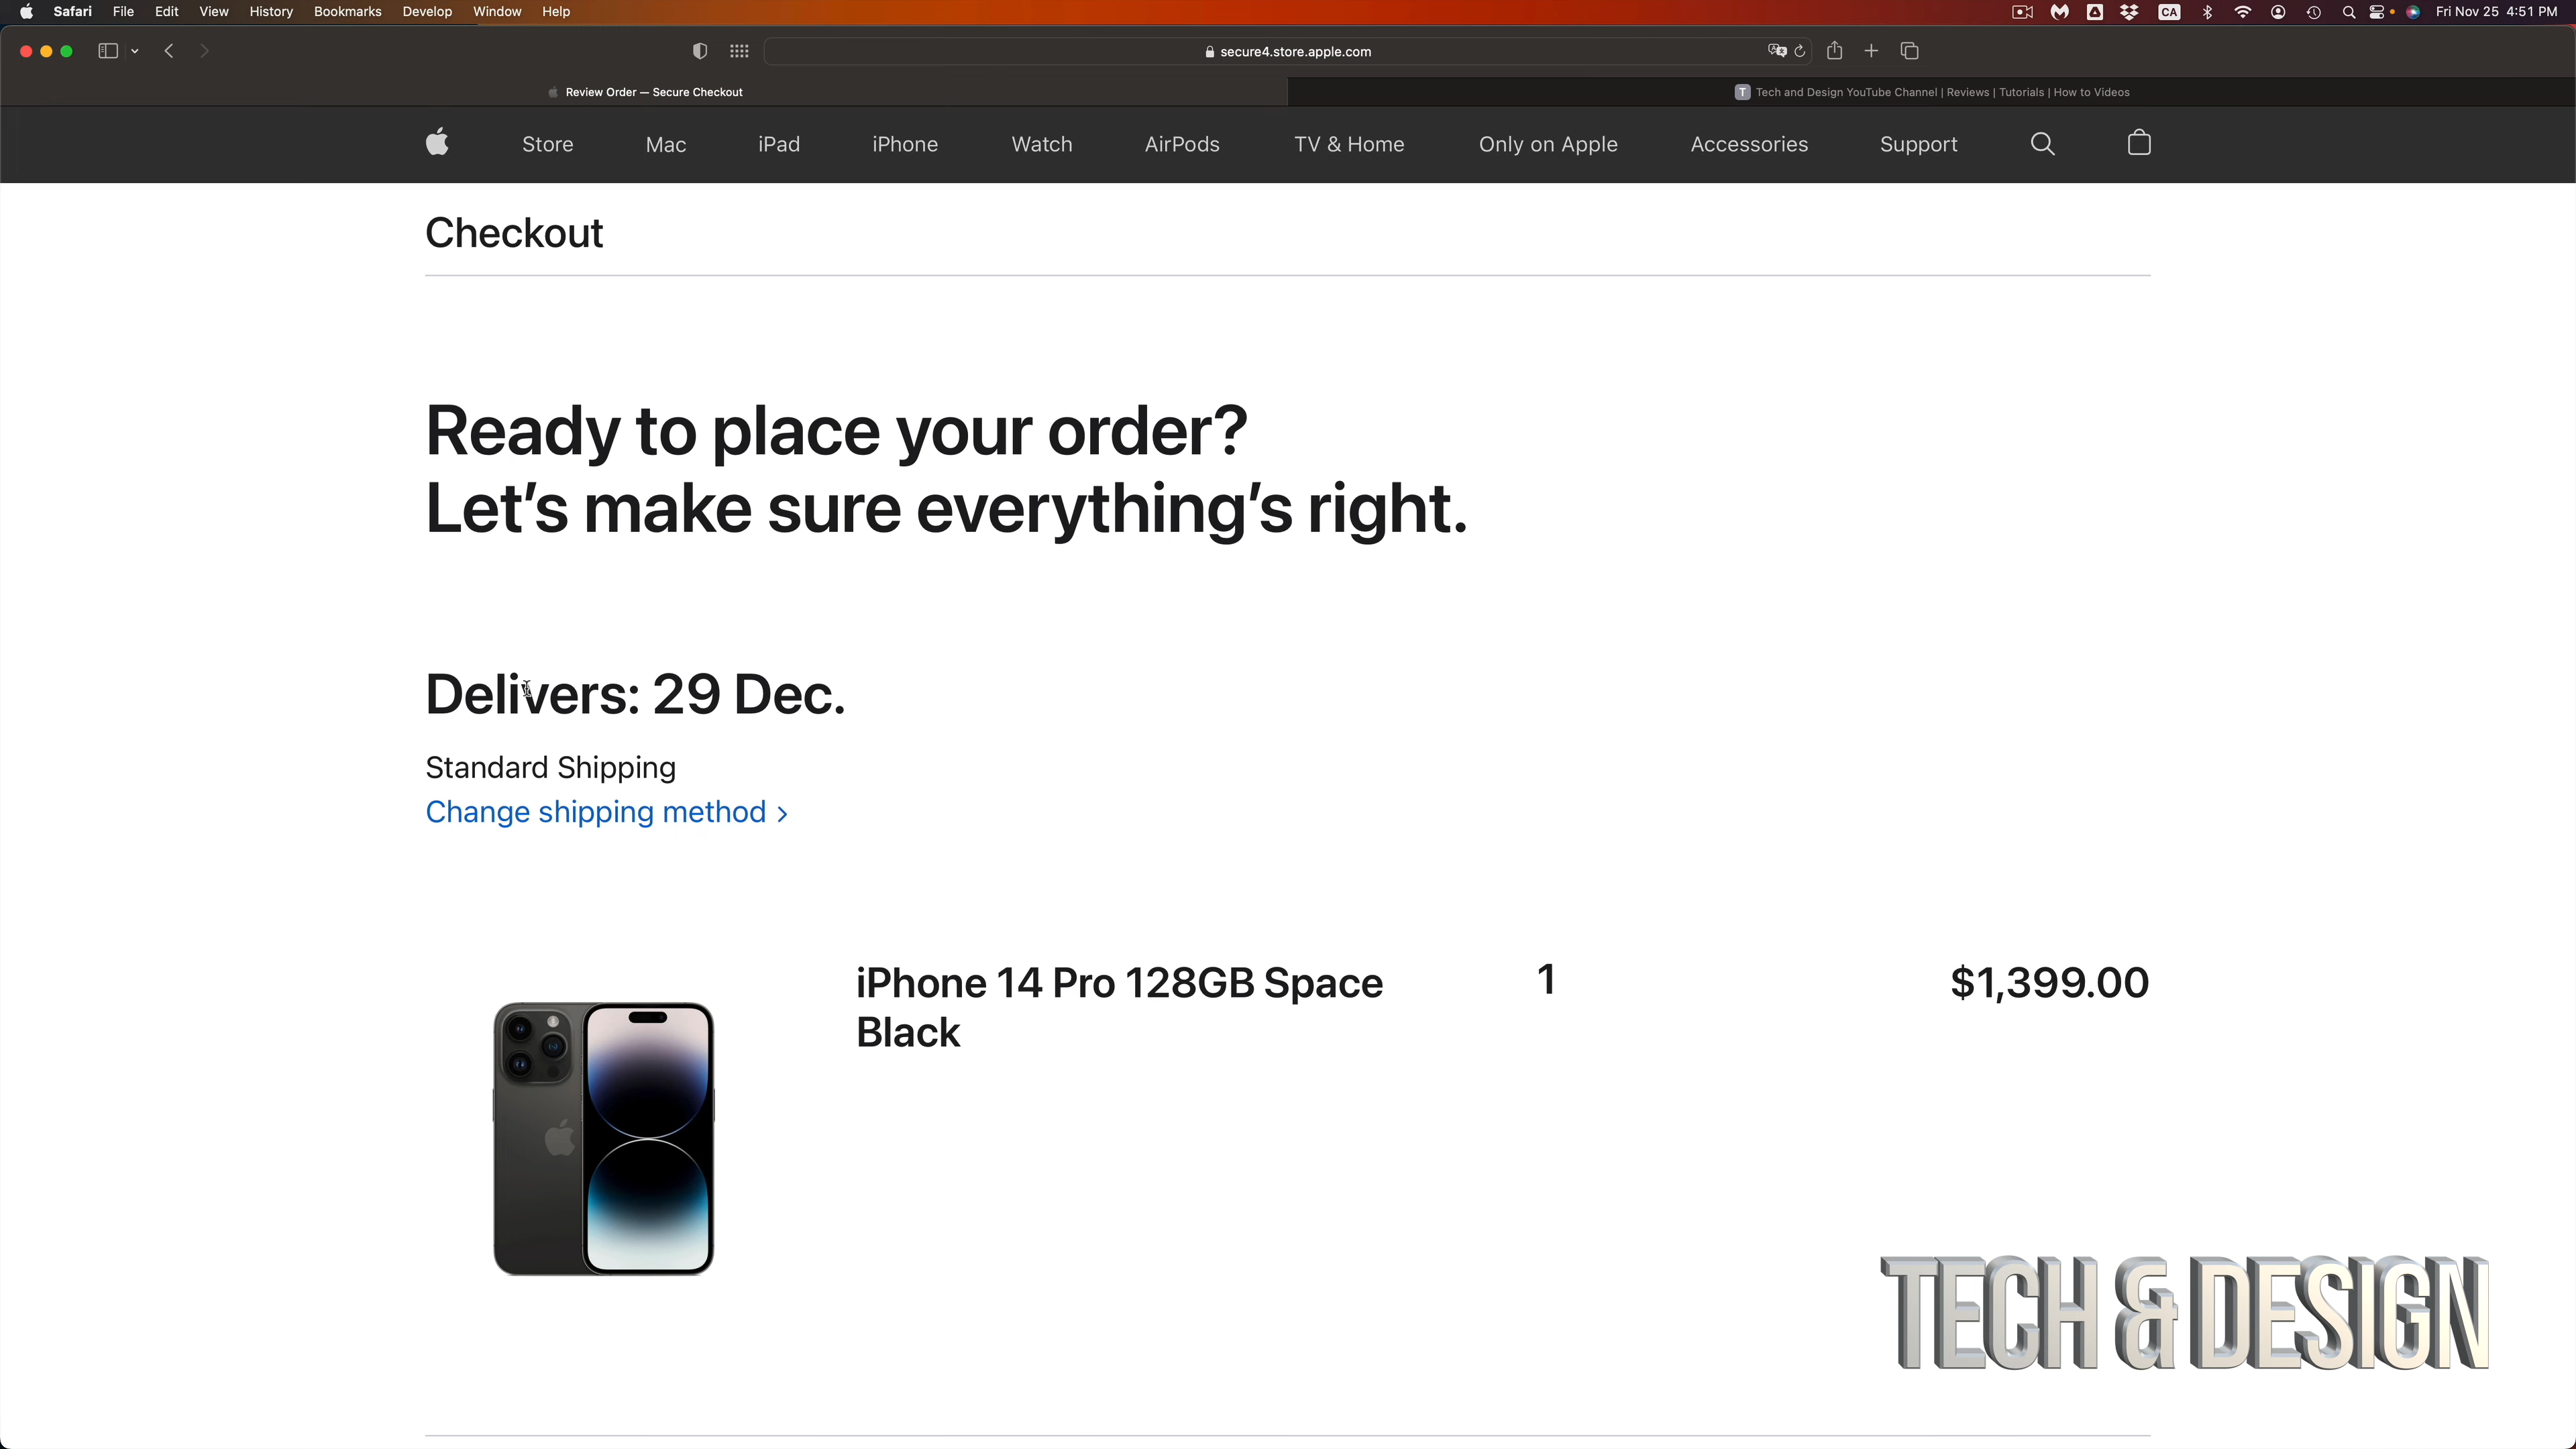 Safari File Edit View History Bookmarks Develop Window Help CA Fri Nov 25 4:51 PM
secure4.store.apple.com
Review Order — Secure Checkout T Tech and Design YouTube Channel | Reviews | Tutorials | How to Videos
Store Mac iPad iPhone Watch AirPods TV & Home Only on Apple Accessories Support
Checkout
Ready to place your order?
Let’s make sure everything’s right.
Delivers: 29 Dec.
Standard Shipping
Change shipping method >
iPhone 14 Pro 128GB Space 1 $1,399.00
Black
TECH & DESIGN